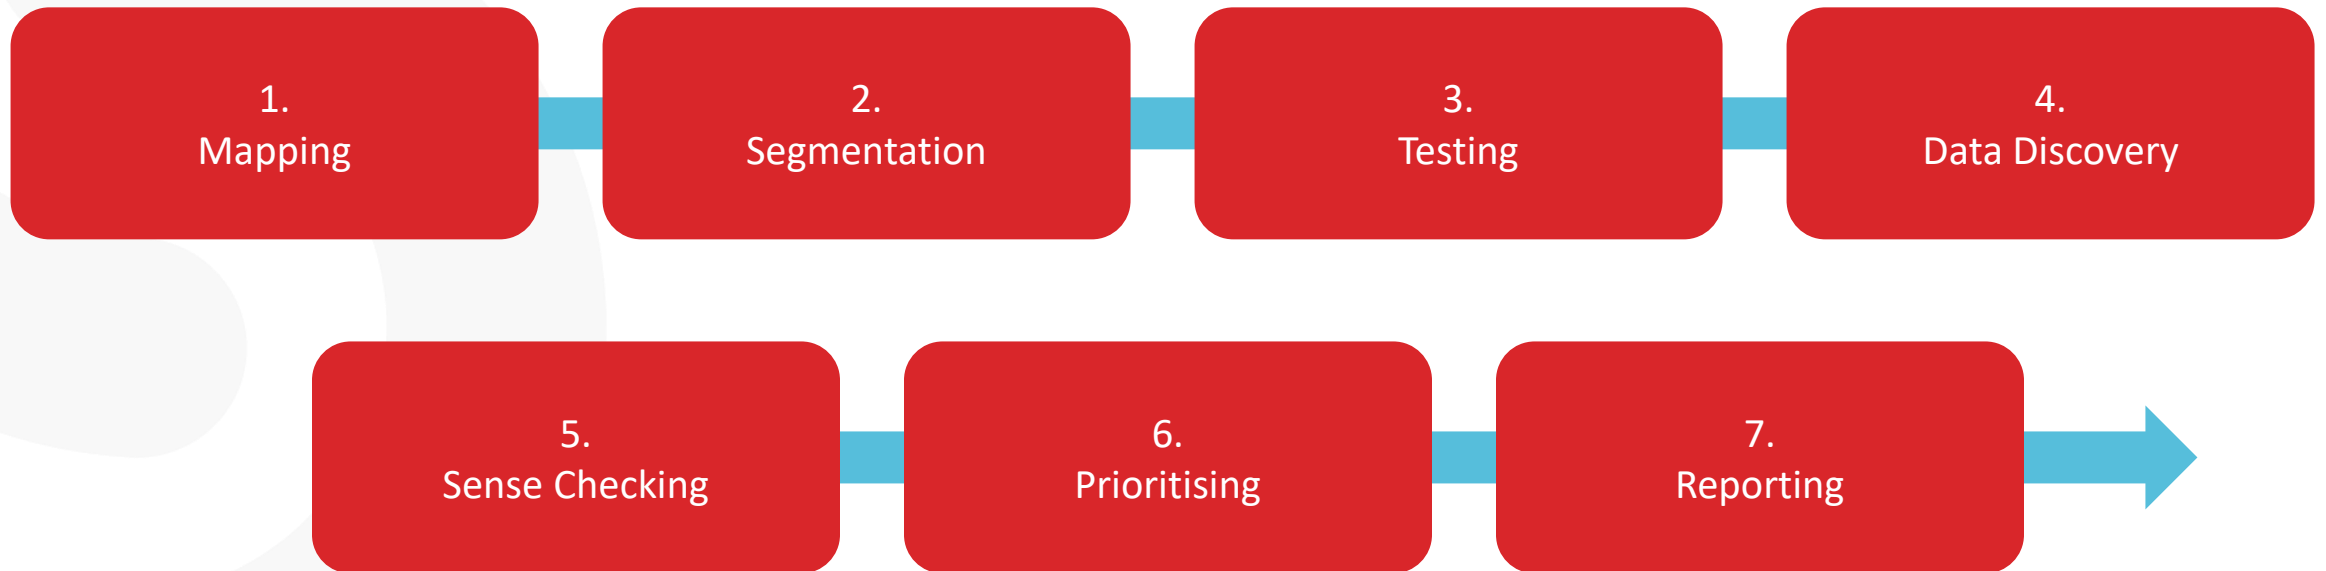 1.
Mapping
2.
Segmentation
3.
Testing
4.
Data Discovery
5.
Sense Checking
6.
Prioritising
7.
Reporting